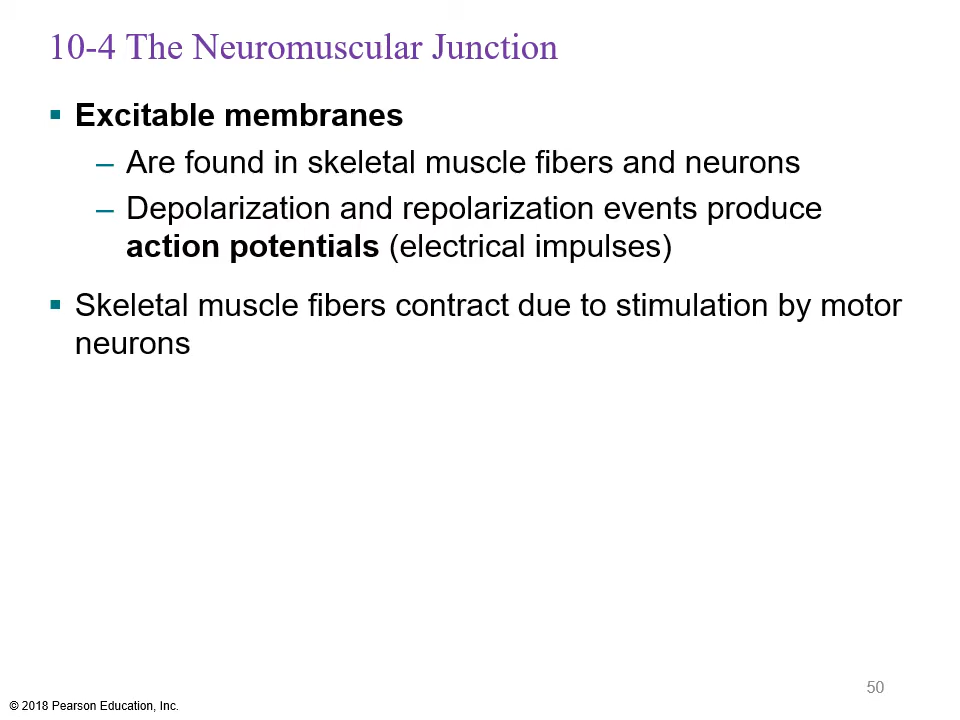 10-4 The Neuromuscular Junction
▪ Excitable membranes
– Are found in skeletal muscle fibers and neurons
– Depolarization and repolarization events produce
action potentials (electrical impulses)
▪ Skeletal muscle fibers contract due to stimulation by motor
neurons
50
© 2018 Pearson Education, Inc.